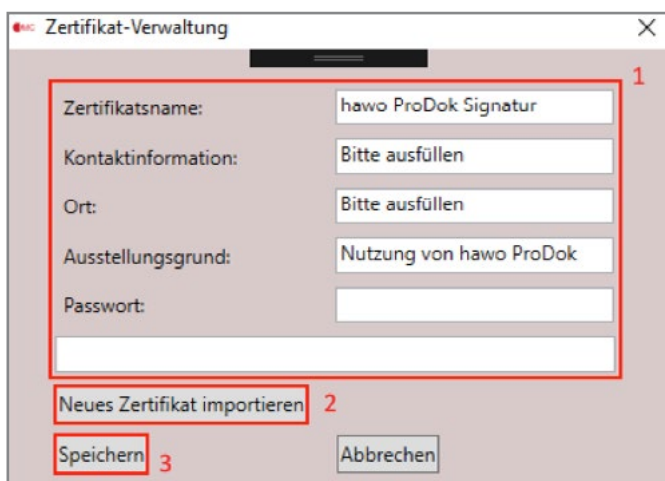 Zertifikat-Verwaltung
1
Zertifikatsname: hawo ProDok Signatur
Kontaktinformation: Bitte ausfüllen
Ort: Bitte ausfüllen
Ausstellungsgrund: Nutzung von hawo ProDok
Passwort:
Neues Zertifikat importieren 2
Speichern 3 Abbrechen